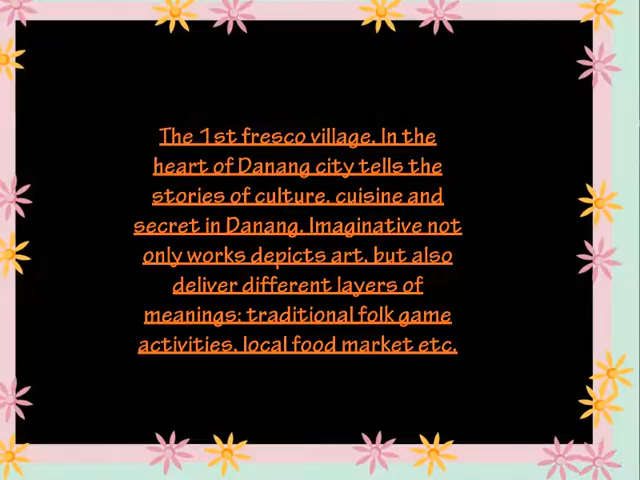 The 1st fresco village. In the
heart of Danang city tells the
stories of culture, cuisine and
secret in Danang. Imaginative not
only works depicts art, but also
deliver different layers of
meanings: traditional folk game
activities, local food market etc.